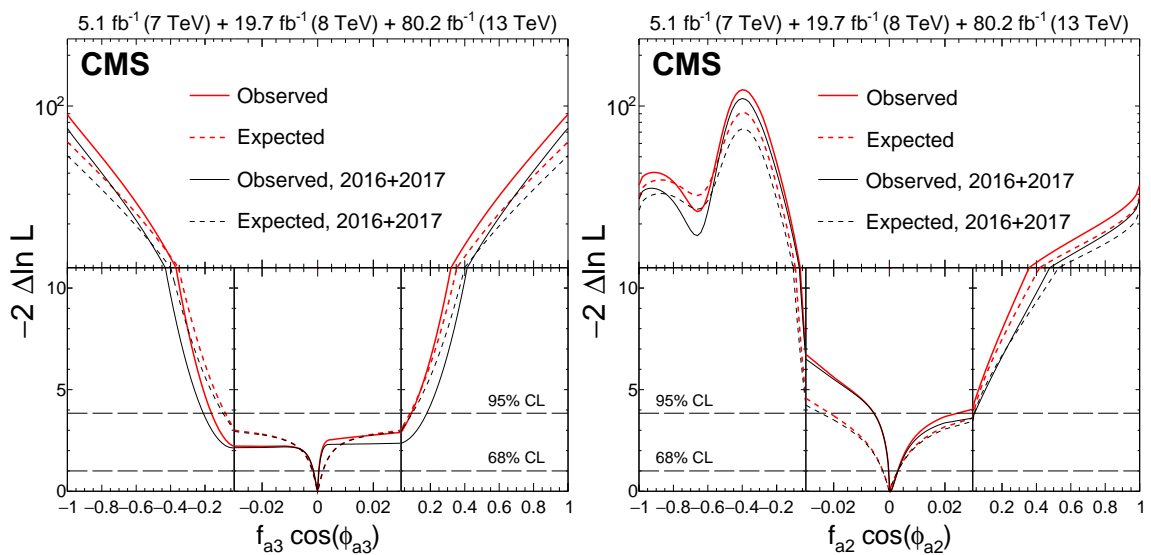 5.1 fb⁻¹ (7 TeV) + 19.7 fb⁻¹ (8 TeV) + 80.2 fb⁻¹ (13 TeV)
CMS
Observed
Expected
Observed, 2016+2017
Expected, 2016+2017
10²
10
5
0
−2 Δln L
95% CL
68% CL
−1 −0.8 −0.6 −0.4 −0.2
−0.02 0 0.02
0.2 0.4 0.6 0.8 1
f_a3 cos(ϕ_a3)
5.1 fb⁻¹ (7 TeV) + 19.7 fb⁻¹ (8 TeV) + 80.2 fb⁻¹ (13 TeV)
CMS
Observed
Expected
Observed, 2016+2017
Expected, 2016+2017
10²
10
5
0
−2 Δln L
95% CL
68% CL
−1 −0.8 −0.6 −0.4 −0.2
−0.02 0 0.02
0.2 0.4 0.6 0.8 1
f_a2 cos(ϕ_a2)